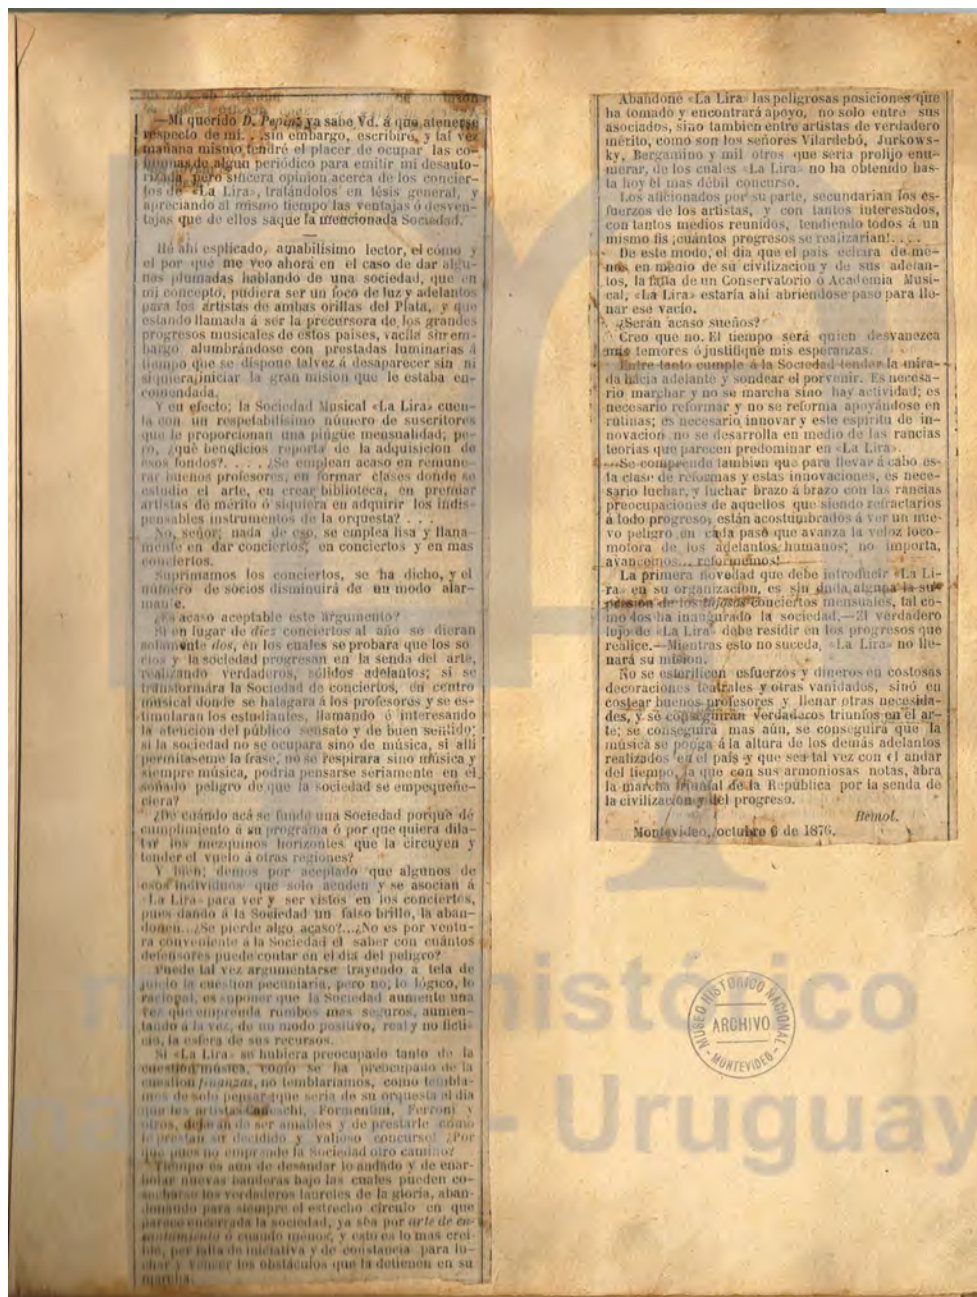 —Mi querido D. Pepin; ya sabe Vd. á que atenerse
respecto de mi. . .sin embargo, escribiré, y tal vez
mañana mismo tendré el placer de ocupar las co-
lumnas de algun periódico para emitir mi desauto-
rizada, pero sincera opinion acerca de los concier-
tos de «La Lira», tratándolos en tésis general, y
apreciando al mismo tiempo las ventajas ó desven-
tajas que de ellos saque la mencionada Sociedad.
Hé ahí esplicado, amabilísimo lector, el cómo y
el por qué me veo ahora en el caso de dar algu-
nas plumadas hablando de una sociedad, que en
mi concepto, pudiera ser un foco de luz y adelantos
para los artistas de ambas orillas del Plata, y que
estando llamada á ser la precursora de los grandes
progresos musicales de estos paises, vacila sin em-
bargo alumbrándose con prestadas luminarias á
tiempo que se dispone talvez á desaparecer sin ni
siquiera iniciar la gran mision que le estaba en-
comendada.
Y en efecto; la Sociedad Musical «La Lira» cuen-
ta con un respetabilísimo número de suscritores
que le proporcionan una pingüe mensualidad; pe-
ro, ¿qué beneficios reporta de la adquisicion de
esos fondos?. . . . ¿Se emplean acaso en remune-
rar buenos profesores, en formar clases donde se
estudie el arte, en crear biblioteca, en premiar
artistas de mérito ó siquiera en adquirir los indis-
pensables instrumentos de la orquesta? . . .
No, señor; nada de eso, se emplea lisa y llana-
mente en dar conciertos, en conciertos y en mas
conciertos.
Suprimamos los conciertos, se ha dicho, y el
número de socios disminuirá de un modo alar-
mante.
¿Es acaso aceptable este argumento?
Si en lugar de diez conciertos al año se dieran
solamente dos, en los cuales se probara que los so
cios y la sociedad progresan en la senda del arte,
realizando verdaderos, sólidos adelantos; si se
transformára la Sociedad de conciertos, en centro
musical donde se halagara á los profesores y se es-
timularan los estudiantes, llamando ó interesando
la atencion del público sensato y de buen sentido;
si la sociedad no se ocupara sino de música, si allí
permítaseme la frase, no se respirara sino música y
siempre música, podria pensarse sériamente en el
soñado peligro de que la sociedad se empequeñe-
ciera?
¿De cuándo acá se funde una Sociedad porque dé
cumplimiento á su programa ó por que quiera dila-
tar los mezquinos horizontes que la circuyen y
tender el vuelo á otras regiones?
Y bien; demos por aceptado que algunos de
esos individuos que solo acuden y se asocian á
«La Lira» para ver y ser vistos en los conciertos,
pues dando á la Sociedad un falso brillo, la aban-
donen...¿Se pierde algo acaso?...¿No es por ventu-
ra conveniente á la Sociedad el saber con cuántos
defensores puede contar en el dia del peligro?
Puede tal vez argumentarse trayendo á tela de
juicio la cuestion pecuniaria, pero no; lo lógico, lo
racional, es suponer que la Sociedad aumente una
vez que emprenda rumbos mas seguros, aumen-
tando á la vez, de un modo positivo, real y no ficti-
cio, la esfera de sus recursos.
Si «La Lira» se hubiera preocupado tanto de la
cuestion música, como se ha preocupado de la
cuestion finanzas, no temblariamos, como tembla-
mos de solo pensar que seria de su orquesta el dia
que los artistas Formentini, Ferroni y
otros, dejaran de ser amables y de prestarle como
le prestan su decidido y valioso concurso! ¿Por
que pues no emprende la Sociedad otro camino?
Tiempo es aun de desandar lo andado y de enar-
bolar nuevas banderas bajo las cuales pueden co-
secharse los verdaderos laureles de la gloria, aban-
donando para siempre el estrecho círculo en que
parece encerrada la sociedad, ya sea por arte de en-
cantamiento ó cuando menos, y esto es lo mas crei-
ble, por falta de iniciativa y de constancia para lu-
char y vencer los obstáculos que la detienen en su
marcha.
Abandone «La Lira» las peligrosas posiciones que
ha tomado y encontrará apoyo, no solo entre sus
asociados, sino tambien entre artistas de verdadero
mérito, como son los señores Vilardebó, Jurkows-
ky, Bergamino y mil otros que seria prolijo enu-
merar, de los cuales «La Lira» no ha obtenido has-
ta hoy el mas débil concurso.
Los aficionados por su parte, secundarian los es-
fuerzos de los artistas, y con tantos interesados,
con tantos medios reunidos, tendiendo todos á un
mismo fis ¡cuántos progresos se realizarian!. . . .
De este modo, el dia que el pais echara de me-
nos en medio de su civilizacion y de sus adelan-
tos, la falta de un Conservatorio ó Academia Musi-
cal, «La Lira» estaría ahi abriéndose paso para lle-
nar ese vacío.
¿Serán acaso sueños?
Creo que no. El tiempo será quien desvanezca
mis temores ó justifique mis esperanzas.
Entre tanto cumple á la Sociedad tender la mira-
da hácia adelante y sondear el porvenir. Es necesa-
rio marchar y no se marcha sino hay actividad; es
necesario reformar y no se reforma apoyándose en
rutinas; es necesario innovar y este espíritu de in-
novacion no se desarrolla en medio de las rancias
teorias que parecen predominar en «La Lira».
Se comprende tambien que para llevar á cabo es-
ta clase de reformas y estas innovaciones, es nece-
sario luchar, y luchar brazo á brazo con las rancias
preocupaciones de aquellos que siendo refractarios
á todo progreso, están acostumbrados á ver un nue-
vo peligro en cada paso que avanza la veloz loco-
motora de los adelantos humanos; no importa,
avancemos... reformemos!
La primera novedad que debe introducir «La Li-
ra» en su organizacion, es sin duda alguna la su-
presion de los lujosos conciertos mensuales, tal co-
mo los ha inaugurado la sociedad.—El verdadero
lujo de «La Lira» debe residir en los progresos que
realice.—Mientras esto no suceda, «La Lira» no lle-
nará su mision.
No se esterilicen esfuerzos y dineros en costosas
decoraciones teatrales y otras vanidades, sinó en
costear buenos profesores y llenar otras necesida-
des, y se conseguirán verdaderos triunfos en el ar-
te; se conseguirá mas aún, se conseguirá que la
música se ponga á la altura de los demás adelantos
realizados en el país y que sea tal vez con el andar
del tiempo, la que con sus armoniosas notas, abra
la marcha triunfal de la República por la senda de
la civilizacion y del progreso.
Bemol.
Montevideo, octubre 6 de 1876.
MUSEO HISTORICO NACIONAL
ARCHIVO
- MONTEVIDEO -
histórico
- Uruguay